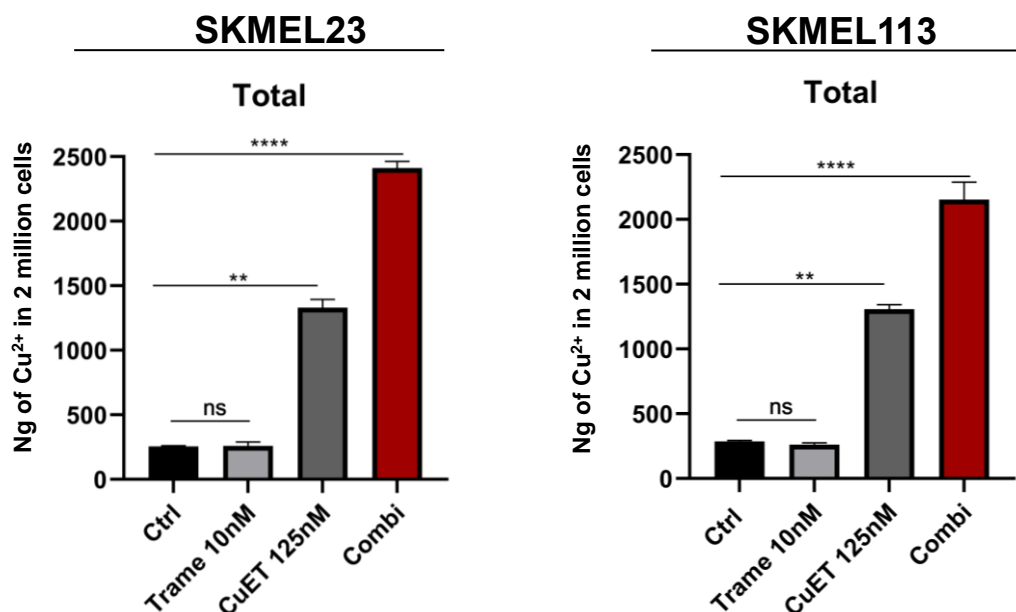 SKMEL23
Total
Ng of Cu²⁺ in 2 million cells
2500
2000
1500
1000
500
0
****
**
ns
Ctrl
Trame 10nM
CuET 125nM
Combi
SKMEL113
Total
Ng of Cu²⁺ in 2 million cells
2500
2000
1500
1000
500
0
****
**
ns
Ctrl
Trame 10nM
CuET 125nM
Combi